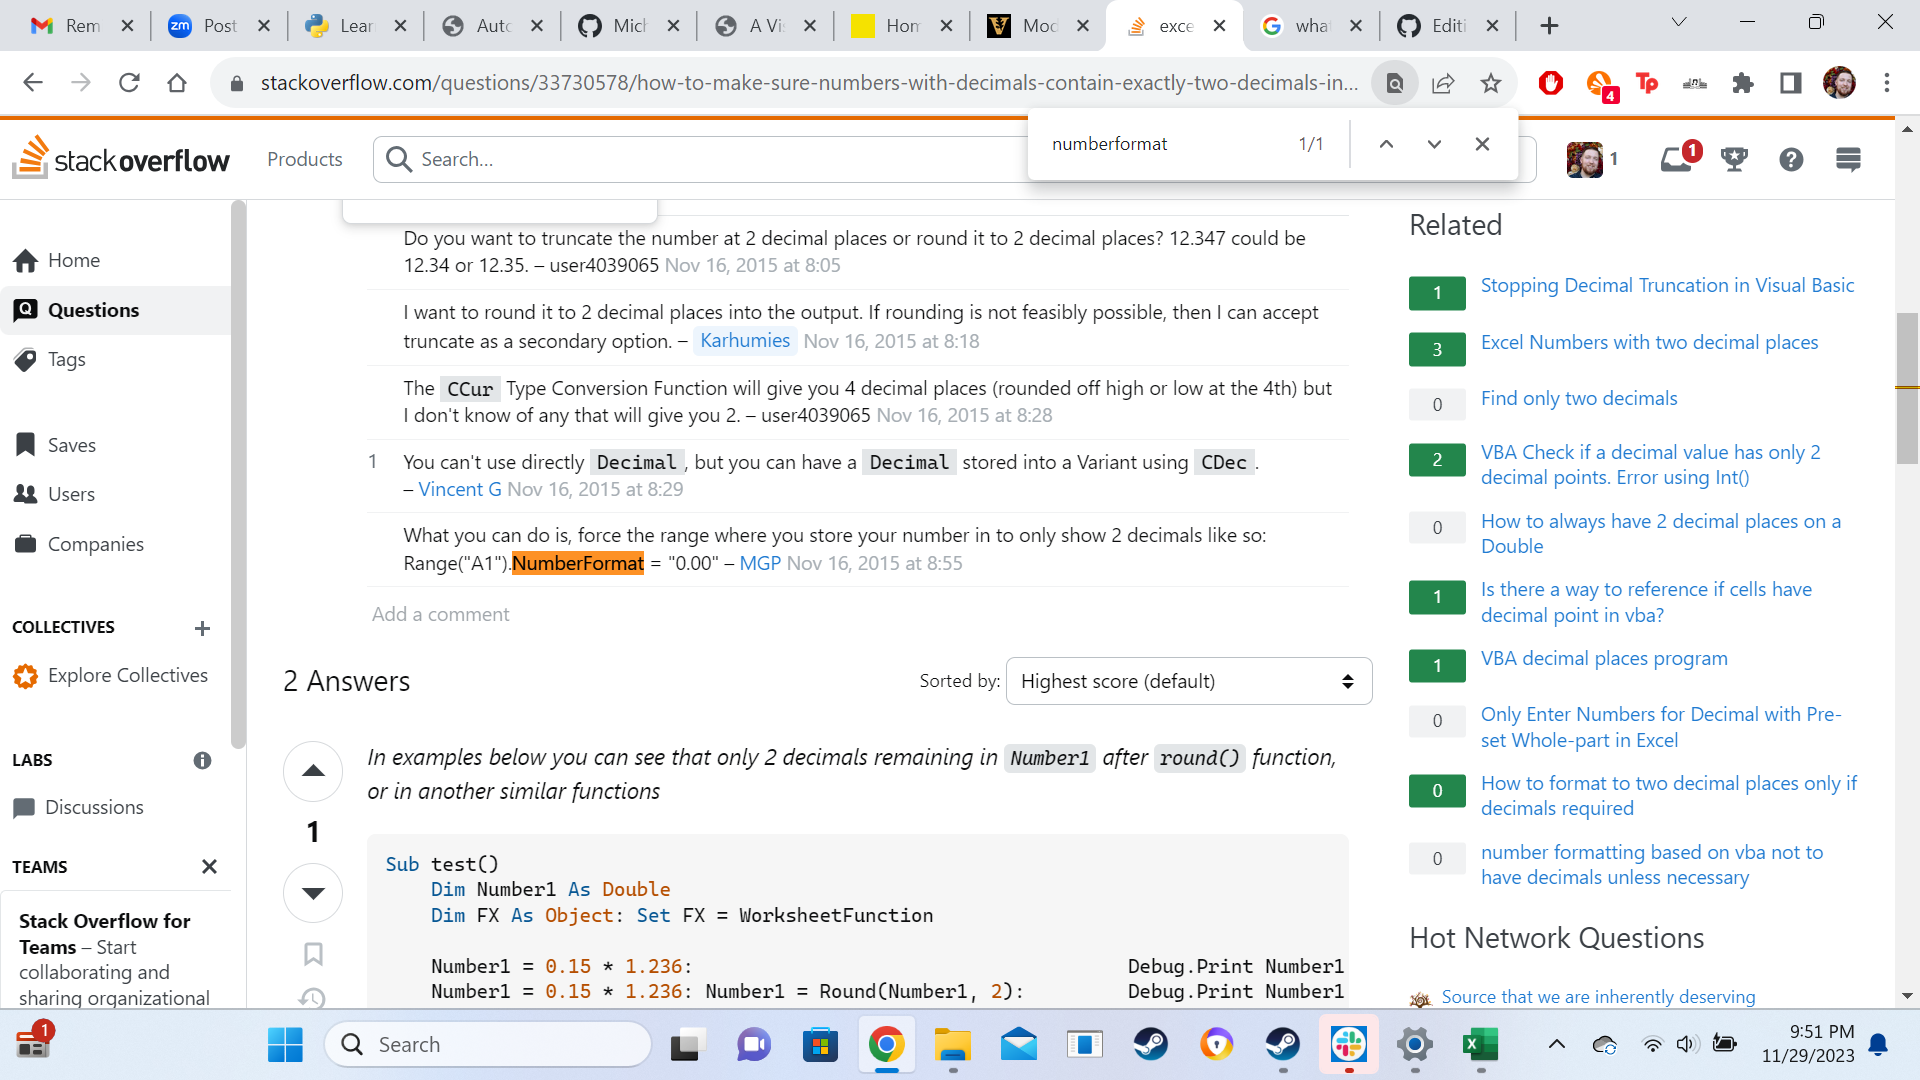 Rem
Post
Lear
Auto
Mich
A Vi
Hom
Mod
exce
what
Editi
stackoverflow.com/questions/33730578/how-to-make-sure-numbers-with-decimals-contain-exactly-two-decimals-in...
4
numberformat 1/1
stackoverflow
Products
Search...
1
1
Home
Questions
Tags
Saves
Users
Companies
COLLECTIVES
Explore Collectives
LABS
Discussions
TEAMS
Stack Overflow for
Teams – Start
collaborating and
sharing organizational
Do you want to truncate the number at 2 decimal places or round it to 2 decimal places? 12.347 could be
12.34 or 12.35. – user4039065 Nov 16, 2015 at 8:05
I want to round it to 2 decimal places into the output. If rounding is not feasibly possible, then I can accept
truncate as a secondary option. – Karhumies Nov 16, 2015 at 8:18
The CCur Type Conversion Function will give you 4 decimal places (rounded off high or low at the 4th) but
I don't know of any that will give you 2. – user4039065 Nov 16, 2015 at 8:28
1 You can't use directly Decimal, but you can have a Decimal stored into a Variant using CDec.
– Vincent G Nov 16, 2015 at 8:29
What you can do is, force the range where you store your number in to only show 2 decimals like so:
Range("A1").NumberFormat = "0.00" – MGP Nov 16, 2015 at 8:55
Add a comment
2 Answers
Sorted by: Highest score (default)
1
In examples below you can see that only 2 decimals remaining in Number1 after round() function,
or in another similar functions
Sub test()
Dim Number1 As Double
Dim FX As Object: Set FX = WorksheetFunction
Number1 = 0.15 * 1.236: Debug.Print Number1
Number1 = 0.15 * 1.236: Number1 = Round(Number1, 2): Debug.Print Number1
Related
1 Stopping Decimal Truncation in Visual Basic
3 Excel Numbers with two decimal places
0 Find only two decimals
2 VBA Check if a decimal value has only 2
decimal points. Error using Int()
0 How to always have 2 decimal places on a
Double
1 Is there a way to reference if cells have
decimal point in vba?
1 VBA decimal places program
0 Only Enter Numbers for Decimal with Pre-
set Whole-part in Excel
0 How to format to two decimal places only if
decimals required
0 number formatting based on vba not to
have decimals unless necessary
Hot Network Questions
Source that we are inherently deserving
1
Search
9:51 PM
11/29/2023